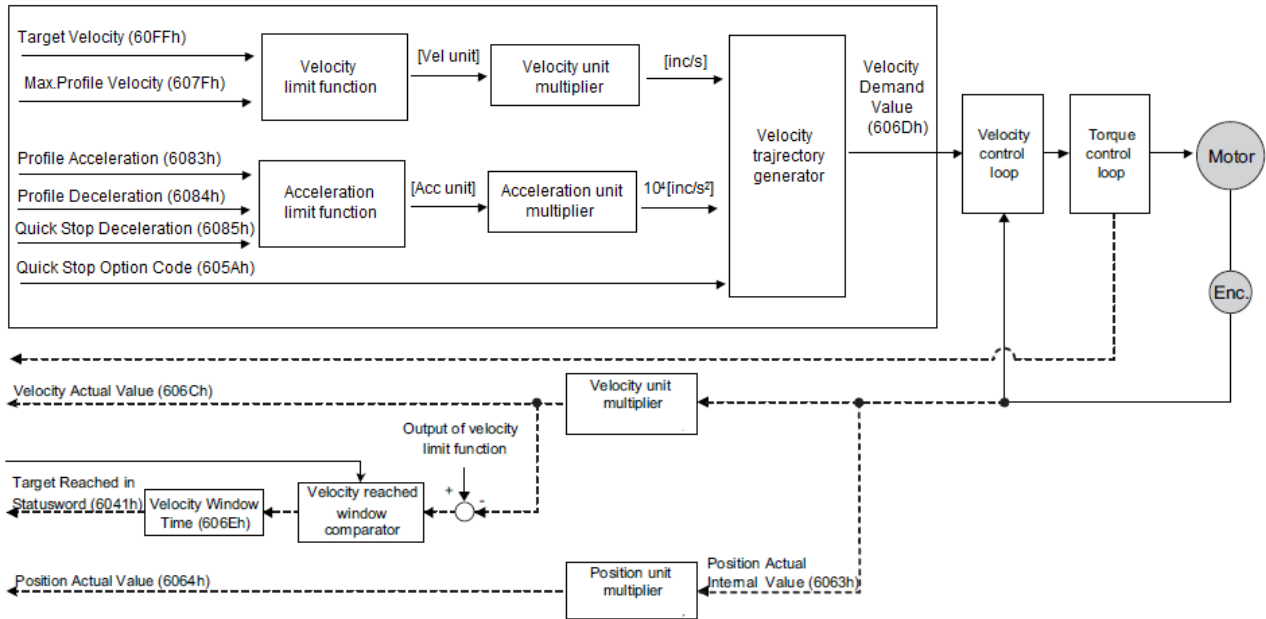 Target Velocity (60FFh)
Max.Profile Velocity (607Fh)
Velocity
limit function
[Vel unit]
Velocity unit
multiplier
[inc/s]
Profile Acceleration (6083h)
Profile Deceleration (6084h)
Quick Stop Deceleration (6085h)
Acceleration
limit function
[Acc unit]
Acceleration unit
multiplier
10⁴[inc/s²]
Quick Stop Option Code (605Ah)
Velocity
trajrectory
generator
Velocity
Demand
Value
(606Dh)
Velocity
control
loop
Torque
control
loop
Motor
Enc.
Velocity Actual Value (606Ch)
Velocity unit
multiplier
Output of velocity
limit function
+
-
Target Reached in
Statusword (6041h)
Velocity Window
Time (606Eh)
Velocity reached
window
comparator
Position Actual Value (6064h)
Position unit
multiplier
Position Actual
Internal Value (6063h)